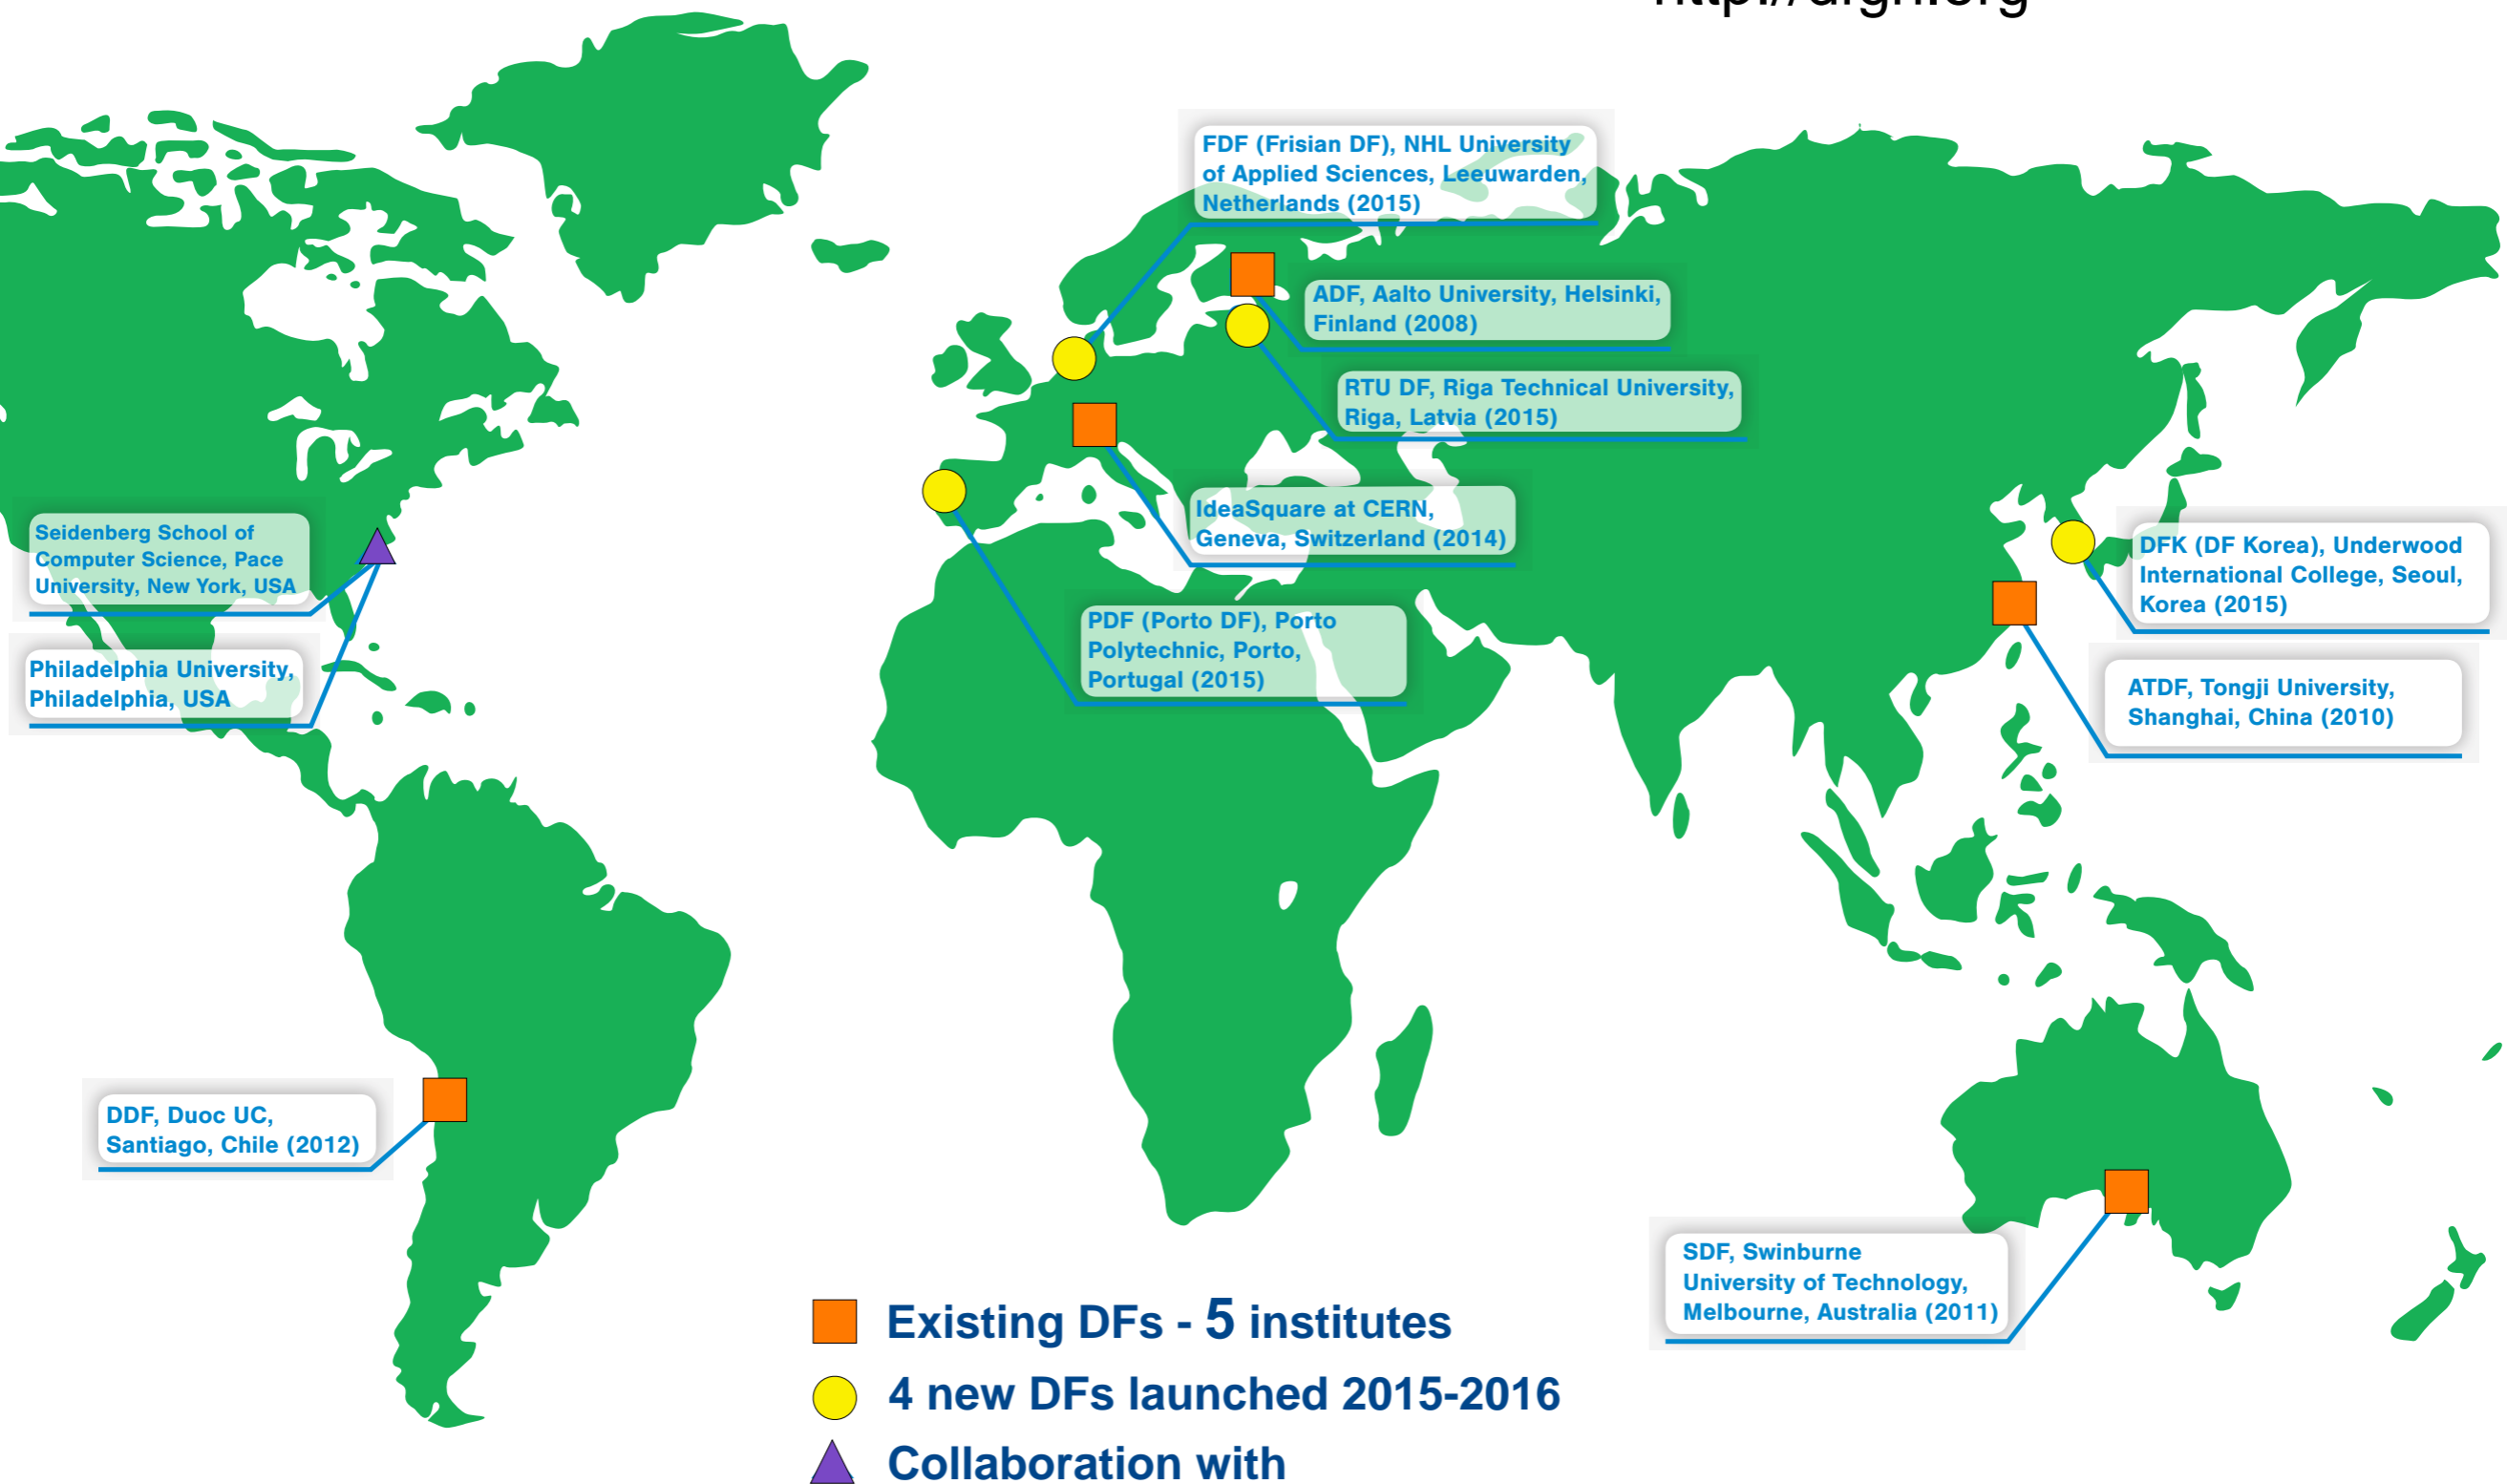 FDF (Frisian DF), NHL University
of Applied Sciences, Leeuwarden,
Netherlands (2015)
ADF, Aalto University, Helsinki,
Finland (2008)
RTU DF, Riga Technical University,
Riga, Latvia (2015)
IdeaSquare at CERN,
Geneva, Switzerland (2014)
Seidenberg School of
Computer Science, Pace
University, New York, USA
DFK (DF Korea), Underwood
International College, Seoul,
Korea (2015)
PDF (Porto DF), Porto
Polytechnic, Porto,
Portugal (2015)
Philadelphia University,
Philadelphia, USA
ATDF, Tongji University,
Shanghai, China (2010)
DDF, Duoc UC,
Santiago, Chile (2012)
SDF, Swinburne
University of Technology,
Melbourne, Australia (2011)
Existing DFs - 5 institutes
4 new DFs launched 2015-2016
Collaboration with